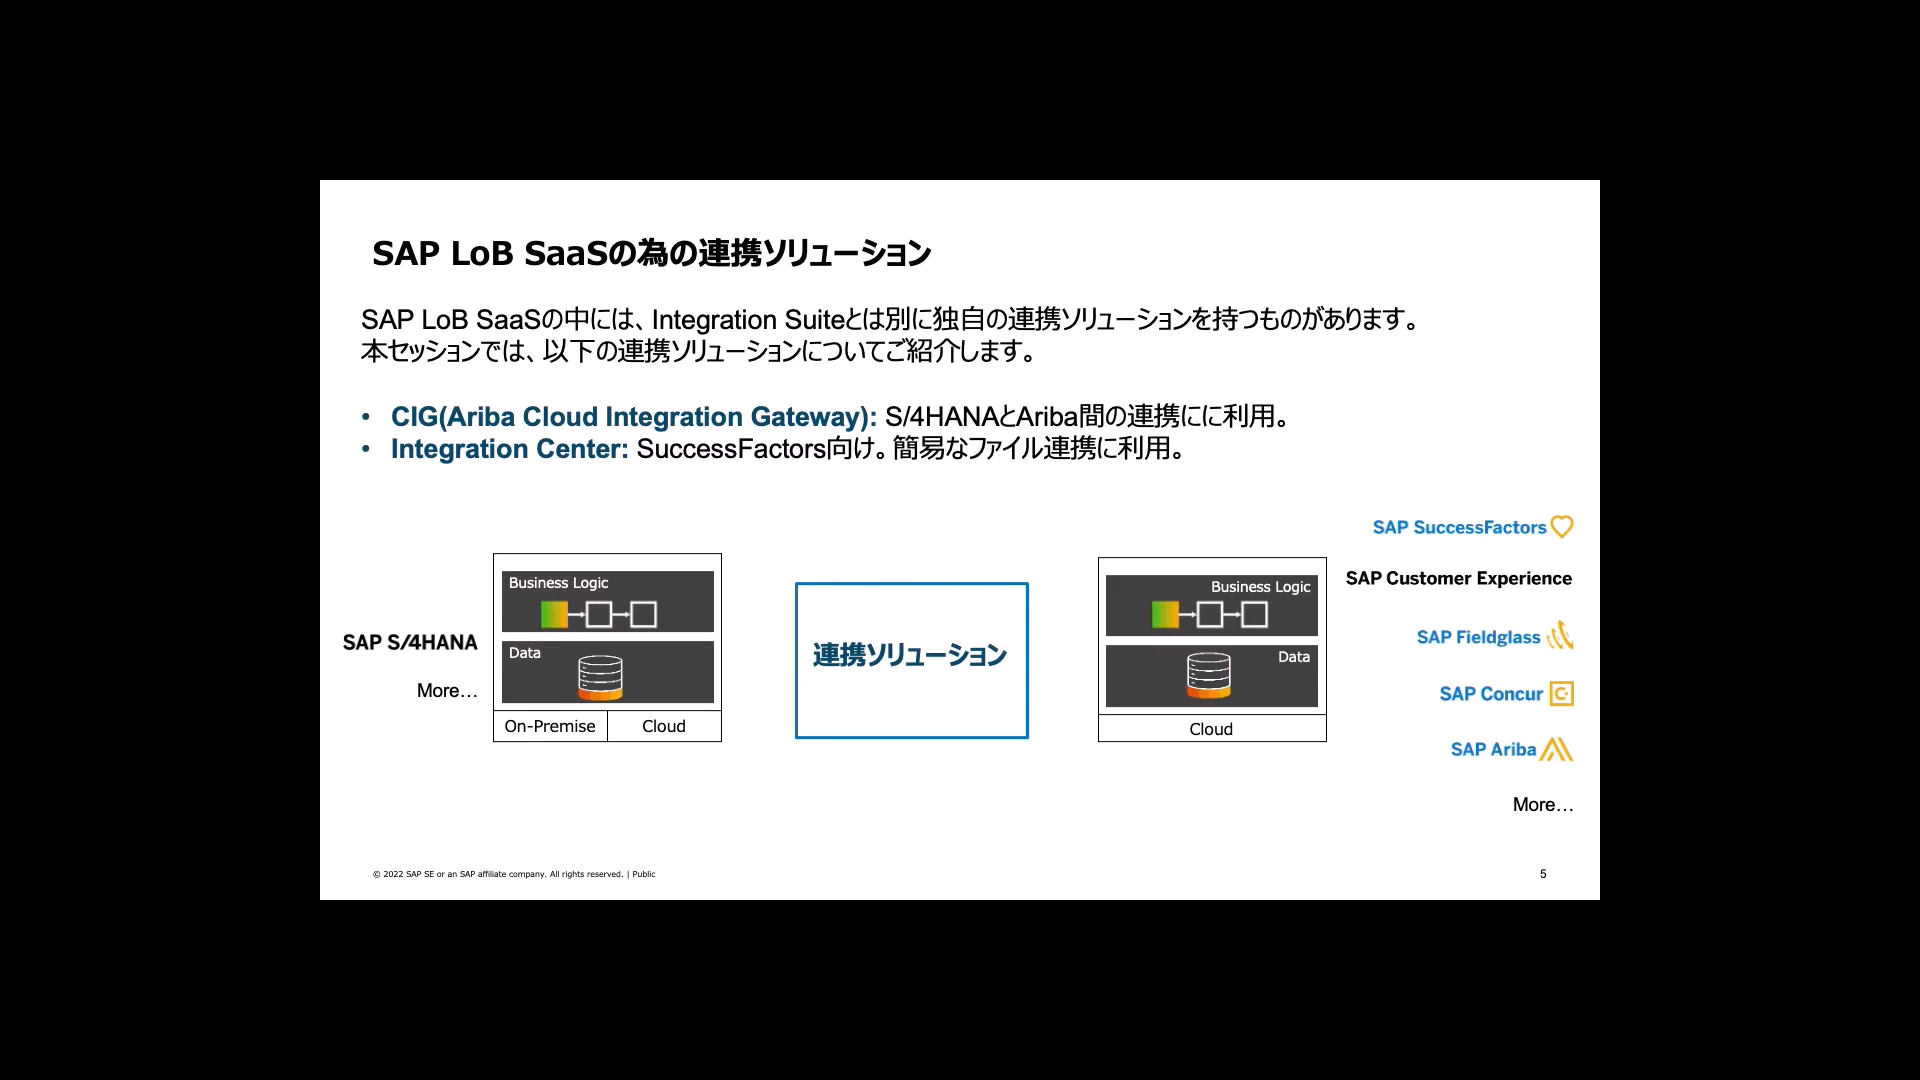 SAP LoB SaaSの為の連携ソリューション
SAP LoB SaaSの中には、Integration Suiteとは別に独自の連携ソリューションを持つものがあります。
本セッションでは、以下の連携ソリューションについてご紹介します。
• CIG(Ariba Cloud Integration Gateway): S/4HANAとAriba間の連携にに利用。
• Integration Center: SuccessFactors向け。簡易なファイル連携に利用。
SAP S/4HANA
More…
Business Logic
Data
On-Premise
Cloud
連携ソリューション
Business Logic
Data
Cloud
SAP SuccessFactors
SAP Customer Experience
SAP Fieldglass
SAP Concur
SAP Ariba
More…
© 2022 SAP SE or an SAP affiliate company. All rights reserved. | Public
5